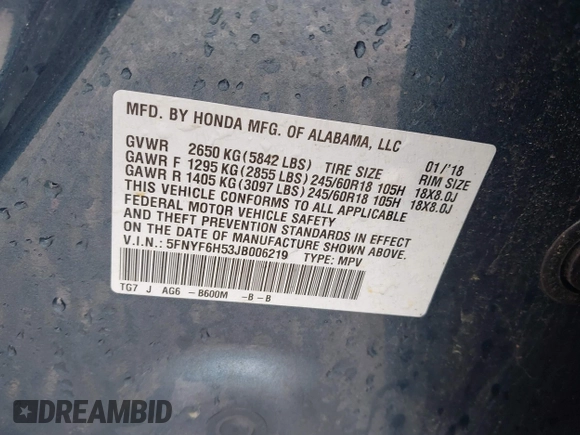 MFD. BY HONDA MFG. OF ALABAMA, LLC
GVWR 2650 KG(5842 LBS) TIRE SIZE 01/'18
GAWR F 1295 KG(2855 LBS)245/60R18 105H RIM SIZE 18X8.0J
GAWR R 1405 KG(3097 LBS)245/60R18 105H 18X8.0J
THIS VEHICLE CONFORMS TO ALL APPLICABLE
FEDERAL MOTOR VEHICLE SAFETY
AND THEFT PREVENTION STANDARDS IN EFFECT
ON THE DATE OF MANUFACTURE SHOWN ABOVE.
V.I.N.: 5FNYF6H53JB006219 TYPE: MPV
TG7 J AG6 -B600M -B-B
DREAMBID